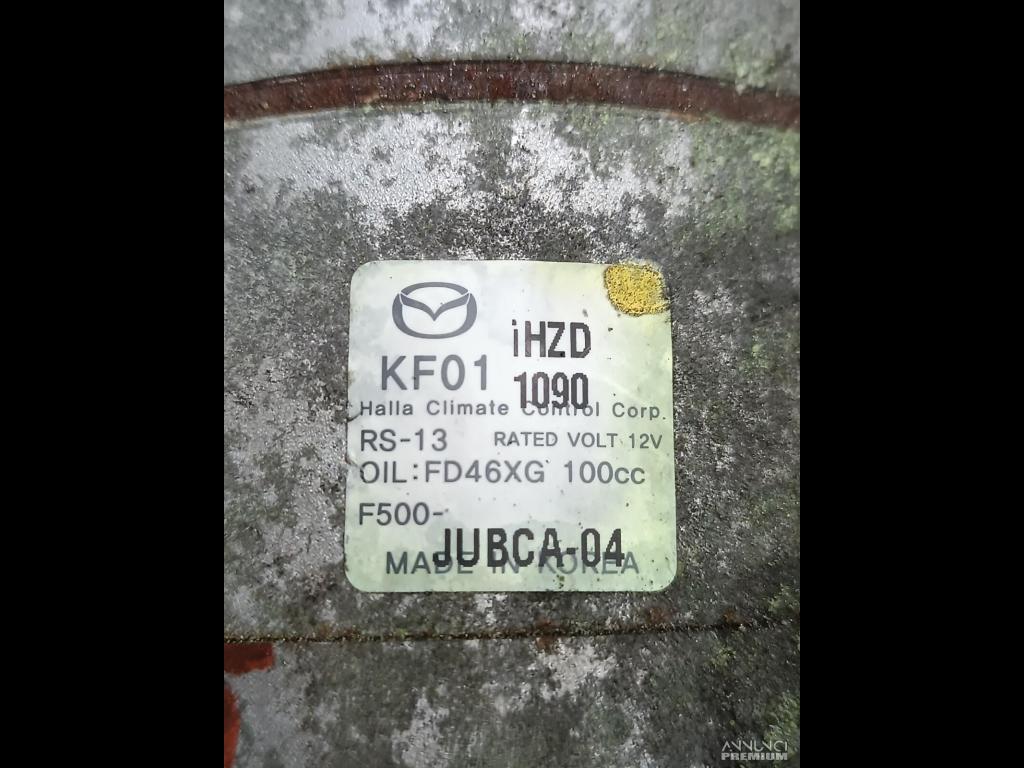 iHZD
KF01 1090
Halla Climate Control Corp.
RS-13 RATED VOLT 12V
OIL:FD46XG 100cc
F500-
JUBCA-04
MADE IN KOREA
ANNUNCI
PREMIUM